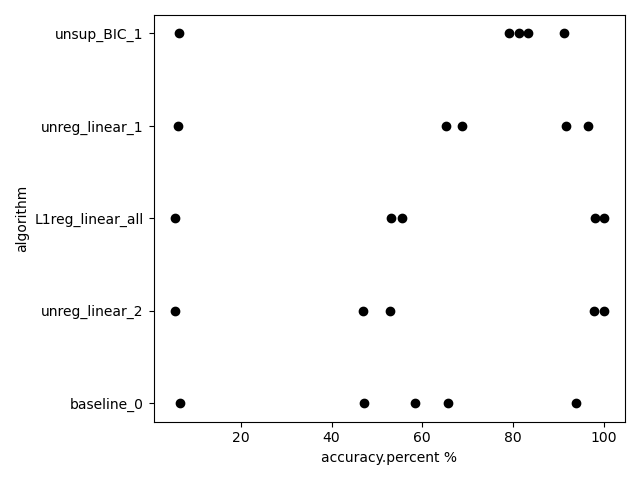 unsup_BIC_1
unreg_linear_1
L1reg_linear_all
unreg_linear_2
baseline_0
algorithm
20 40 60 80 100
accuracy.percent %